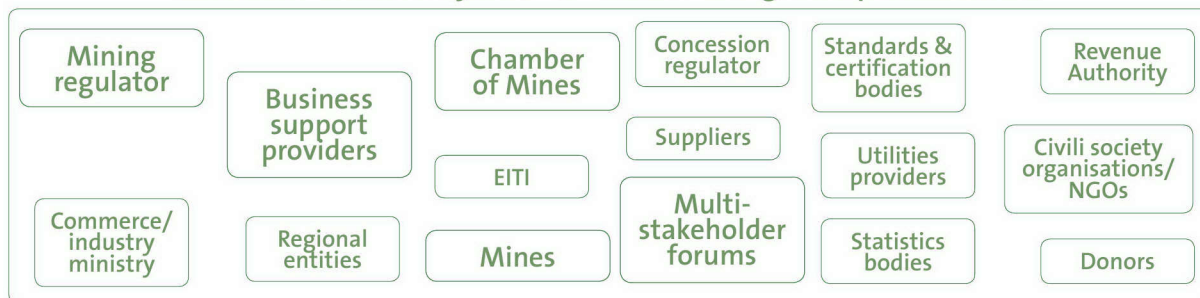 Mining
regulator
Business
support
providers
Chamber
of Mines
Concession
regulator
Standards &
certification
bodies
Revenue
Authority
Suppliers
EITI
Utilities
providers
Civili society
organisations/
NGOs
Commerce/
industry
ministry
Regional
entities
Mines
Multi-
stakeholder
forums
Statistics
bodies
Donors